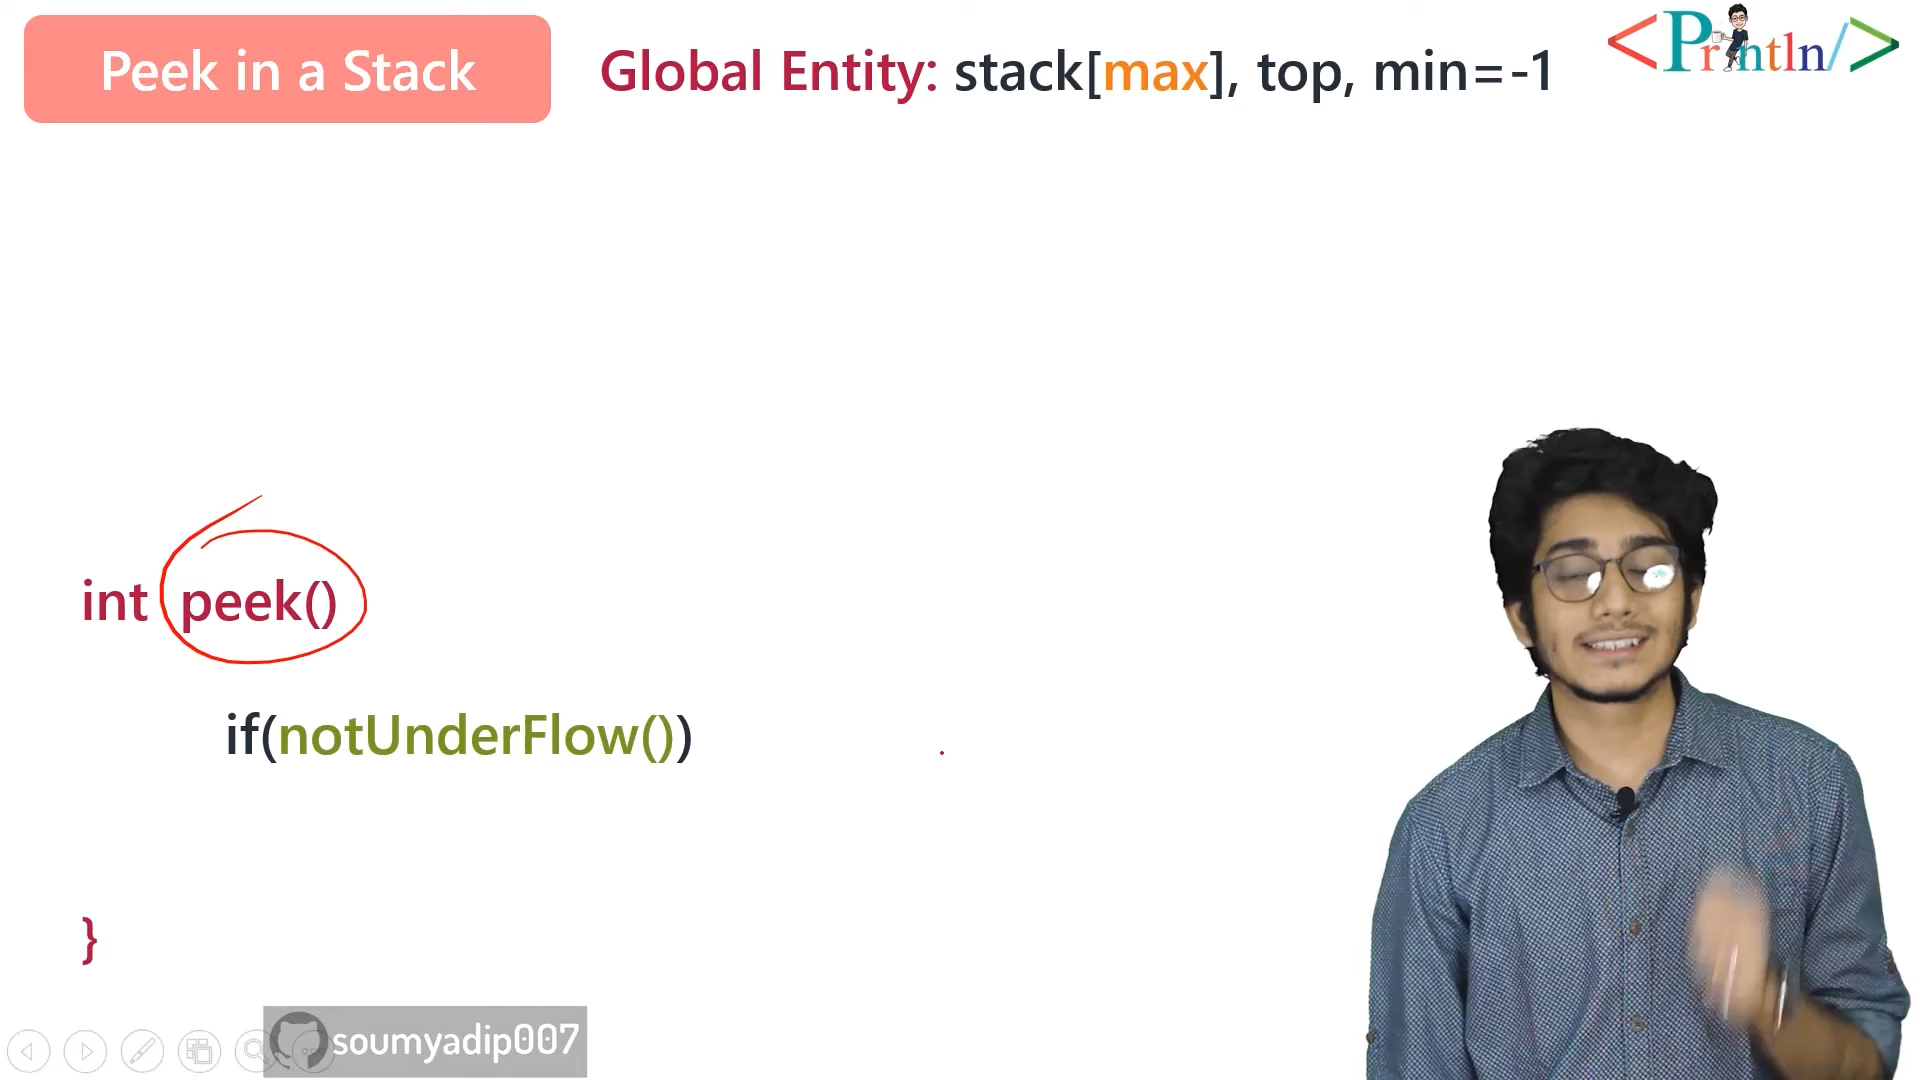 Peek in a Stack
Global Entity: stack[max], top, min=-1
<Println/>
int peek()
if(notUnderFlow())
}
soumyadip007